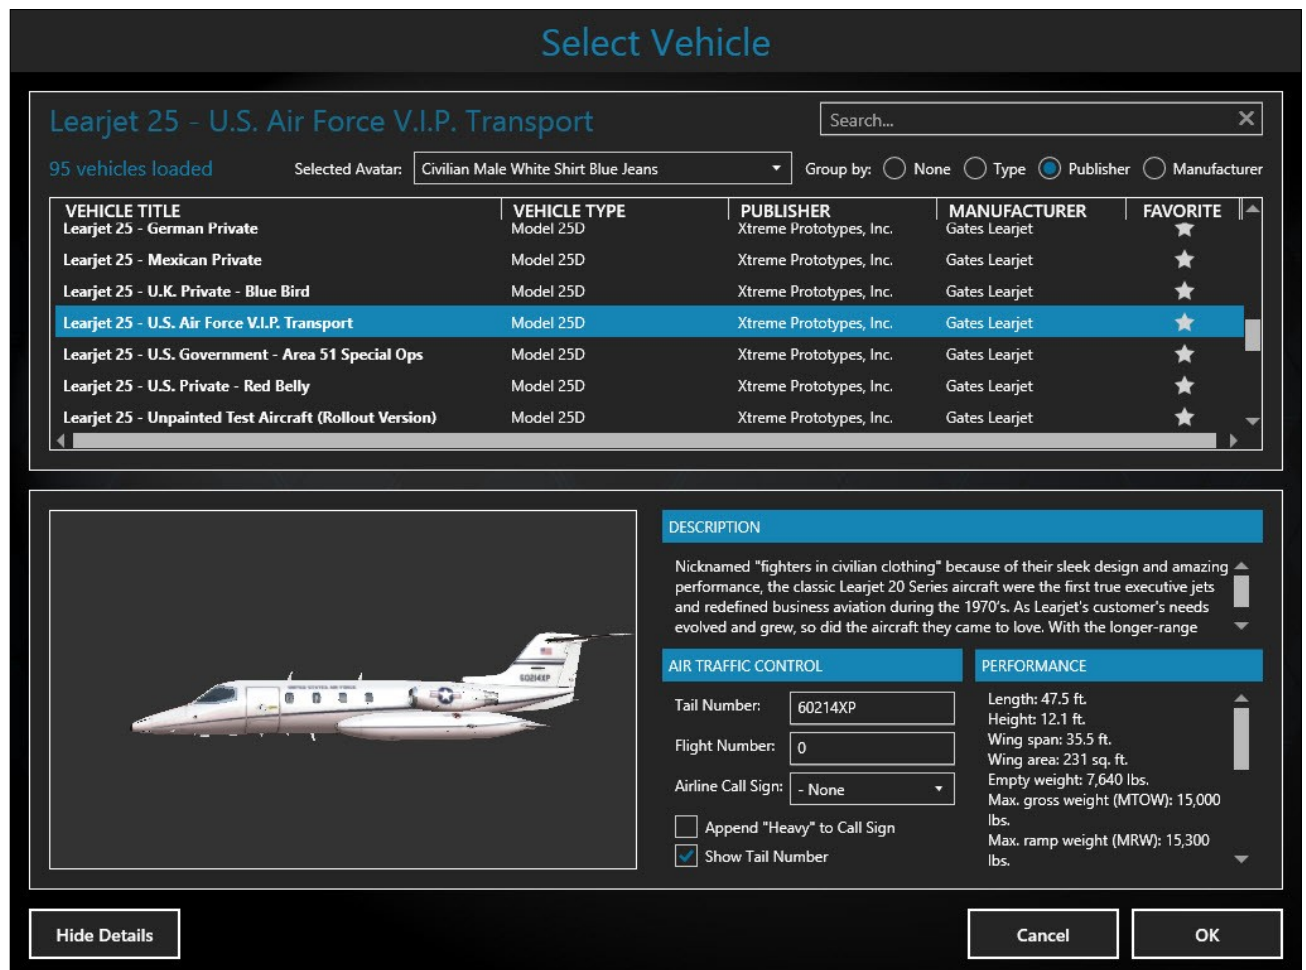 Select Vehicle
Learjet 25 - U.S. Air Force V.I.P. Transport
Search...
95 vehicles loaded
Selected Avatar: Civilian Male White Shirt Blue Jeans
Group by: None Type Publisher Manufacturer
VEHICLE TITLE VEHICLE TYPE PUBLISHER MANUFACTURER FAVORITE
Learjet 25 - German Private Model 25D Xtreme Prototypes, Inc. Gates Learjet
Learjet 25 - Mexican Private Model 25D Xtreme Prototypes, Inc. Gates Learjet
Learjet 25 - U.K. Private - Blue Bird Model 25D Xtreme Prototypes, Inc. Gates Learjet
Learjet 25 - U.S. Air Force V.I.P. Transport Model 25D Xtreme Prototypes, Inc. Gates Learjet
Learjet 25 - U.S. Government - Area 51 Special Ops Model 25D Xtreme Prototypes, Inc. Gates Learjet
Learjet 25 - U.S. Private - Red Belly Model 25D Xtreme Prototypes, Inc. Gates Learjet
Learjet 25 - Unpainted Test Aircraft (Rollout Version) Model 25D Xtreme Prototypes, Inc. Gates Learjet
UNITED STATES AIR FORCE
60214XP
DESCRIPTION
Nicknamed "fighters in civilian clothing" because of their sleek design and amazing
performance, the classic Learjet 20 Series aircraft were the first true executive jets
and redefined business aviation during the 1970's. As Learjet's customer's needs
evolved and grew, so did the aircraft they came to love. With the longer-range
AIR TRAFFIC CONTROL
Tail Number: 60214XP
Flight Number: 0
Airline Call Sign: - None
Append "Heavy" to Call Sign
Show Tail Number
PERFORMANCE
Length: 47.5 ft.
Height: 12.1 ft.
Wing span: 35.5 ft.
Wing area: 231 sq. ft.
Empty weight: 7,640 lbs.
Max. gross weight (MTOW): 15,000
lbs.
Max. ramp weight (MRW): 15,300
lbs.
Hide Details
Cancel
OK